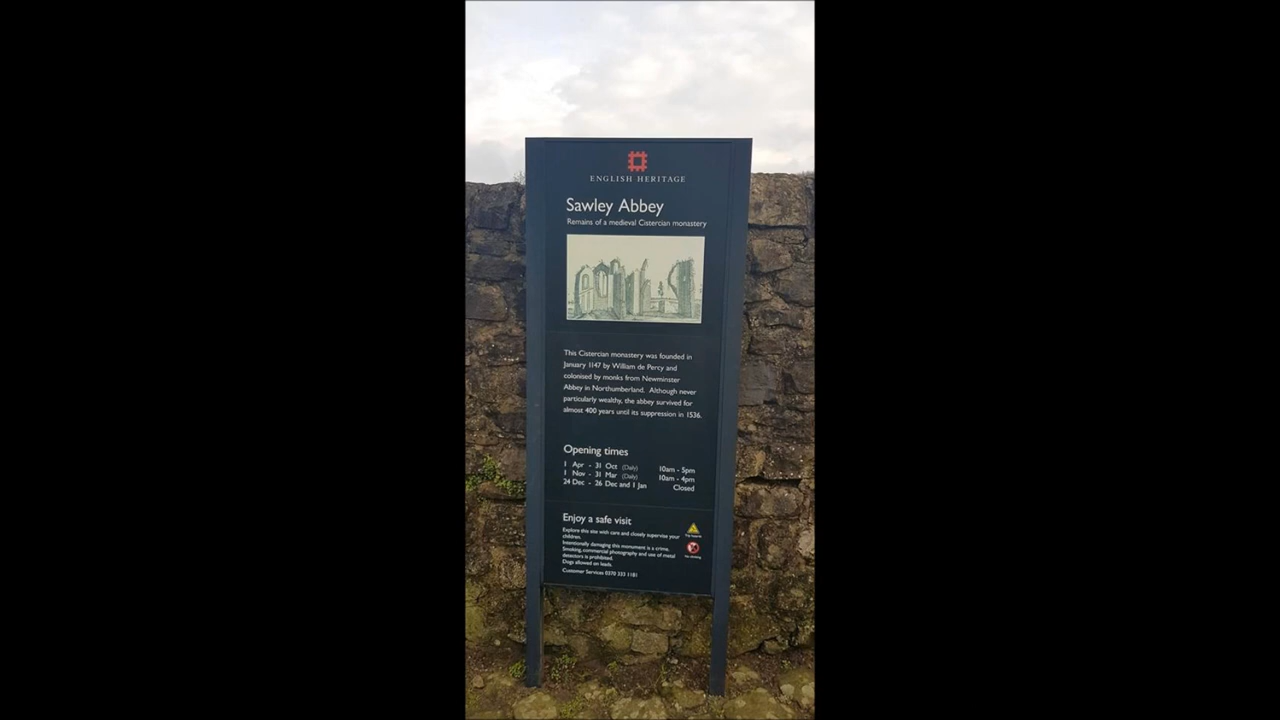 ENGLISH HERITAGE
Sawley Abbey
Remains of a medieval Cistercian monastery
This Cistercian monastery was founded in
January 1147 by William de Percy and
colonised by monks from Newminster
Abbey in Northumberland. Although never
particularly wealthy, the abbey survived for
almost 400 years until its suppression in 1536.
Opening times
1 Apr - 31 Oct (Daily) 10am - 5pm
1 Nov - 31 Mar (Daily) 10am - 4pm
24 Dec - 26 Dec and 1 Jan Closed
Enjoy a safe visit
Explore this site with care and closely supervise your
children.
Intentionally damaging this monument is a crime.
Smoking, commercial photography and use of metal
detectors is prohibited.
Dogs allowed on leads.
Customer Services 0370 333 1181